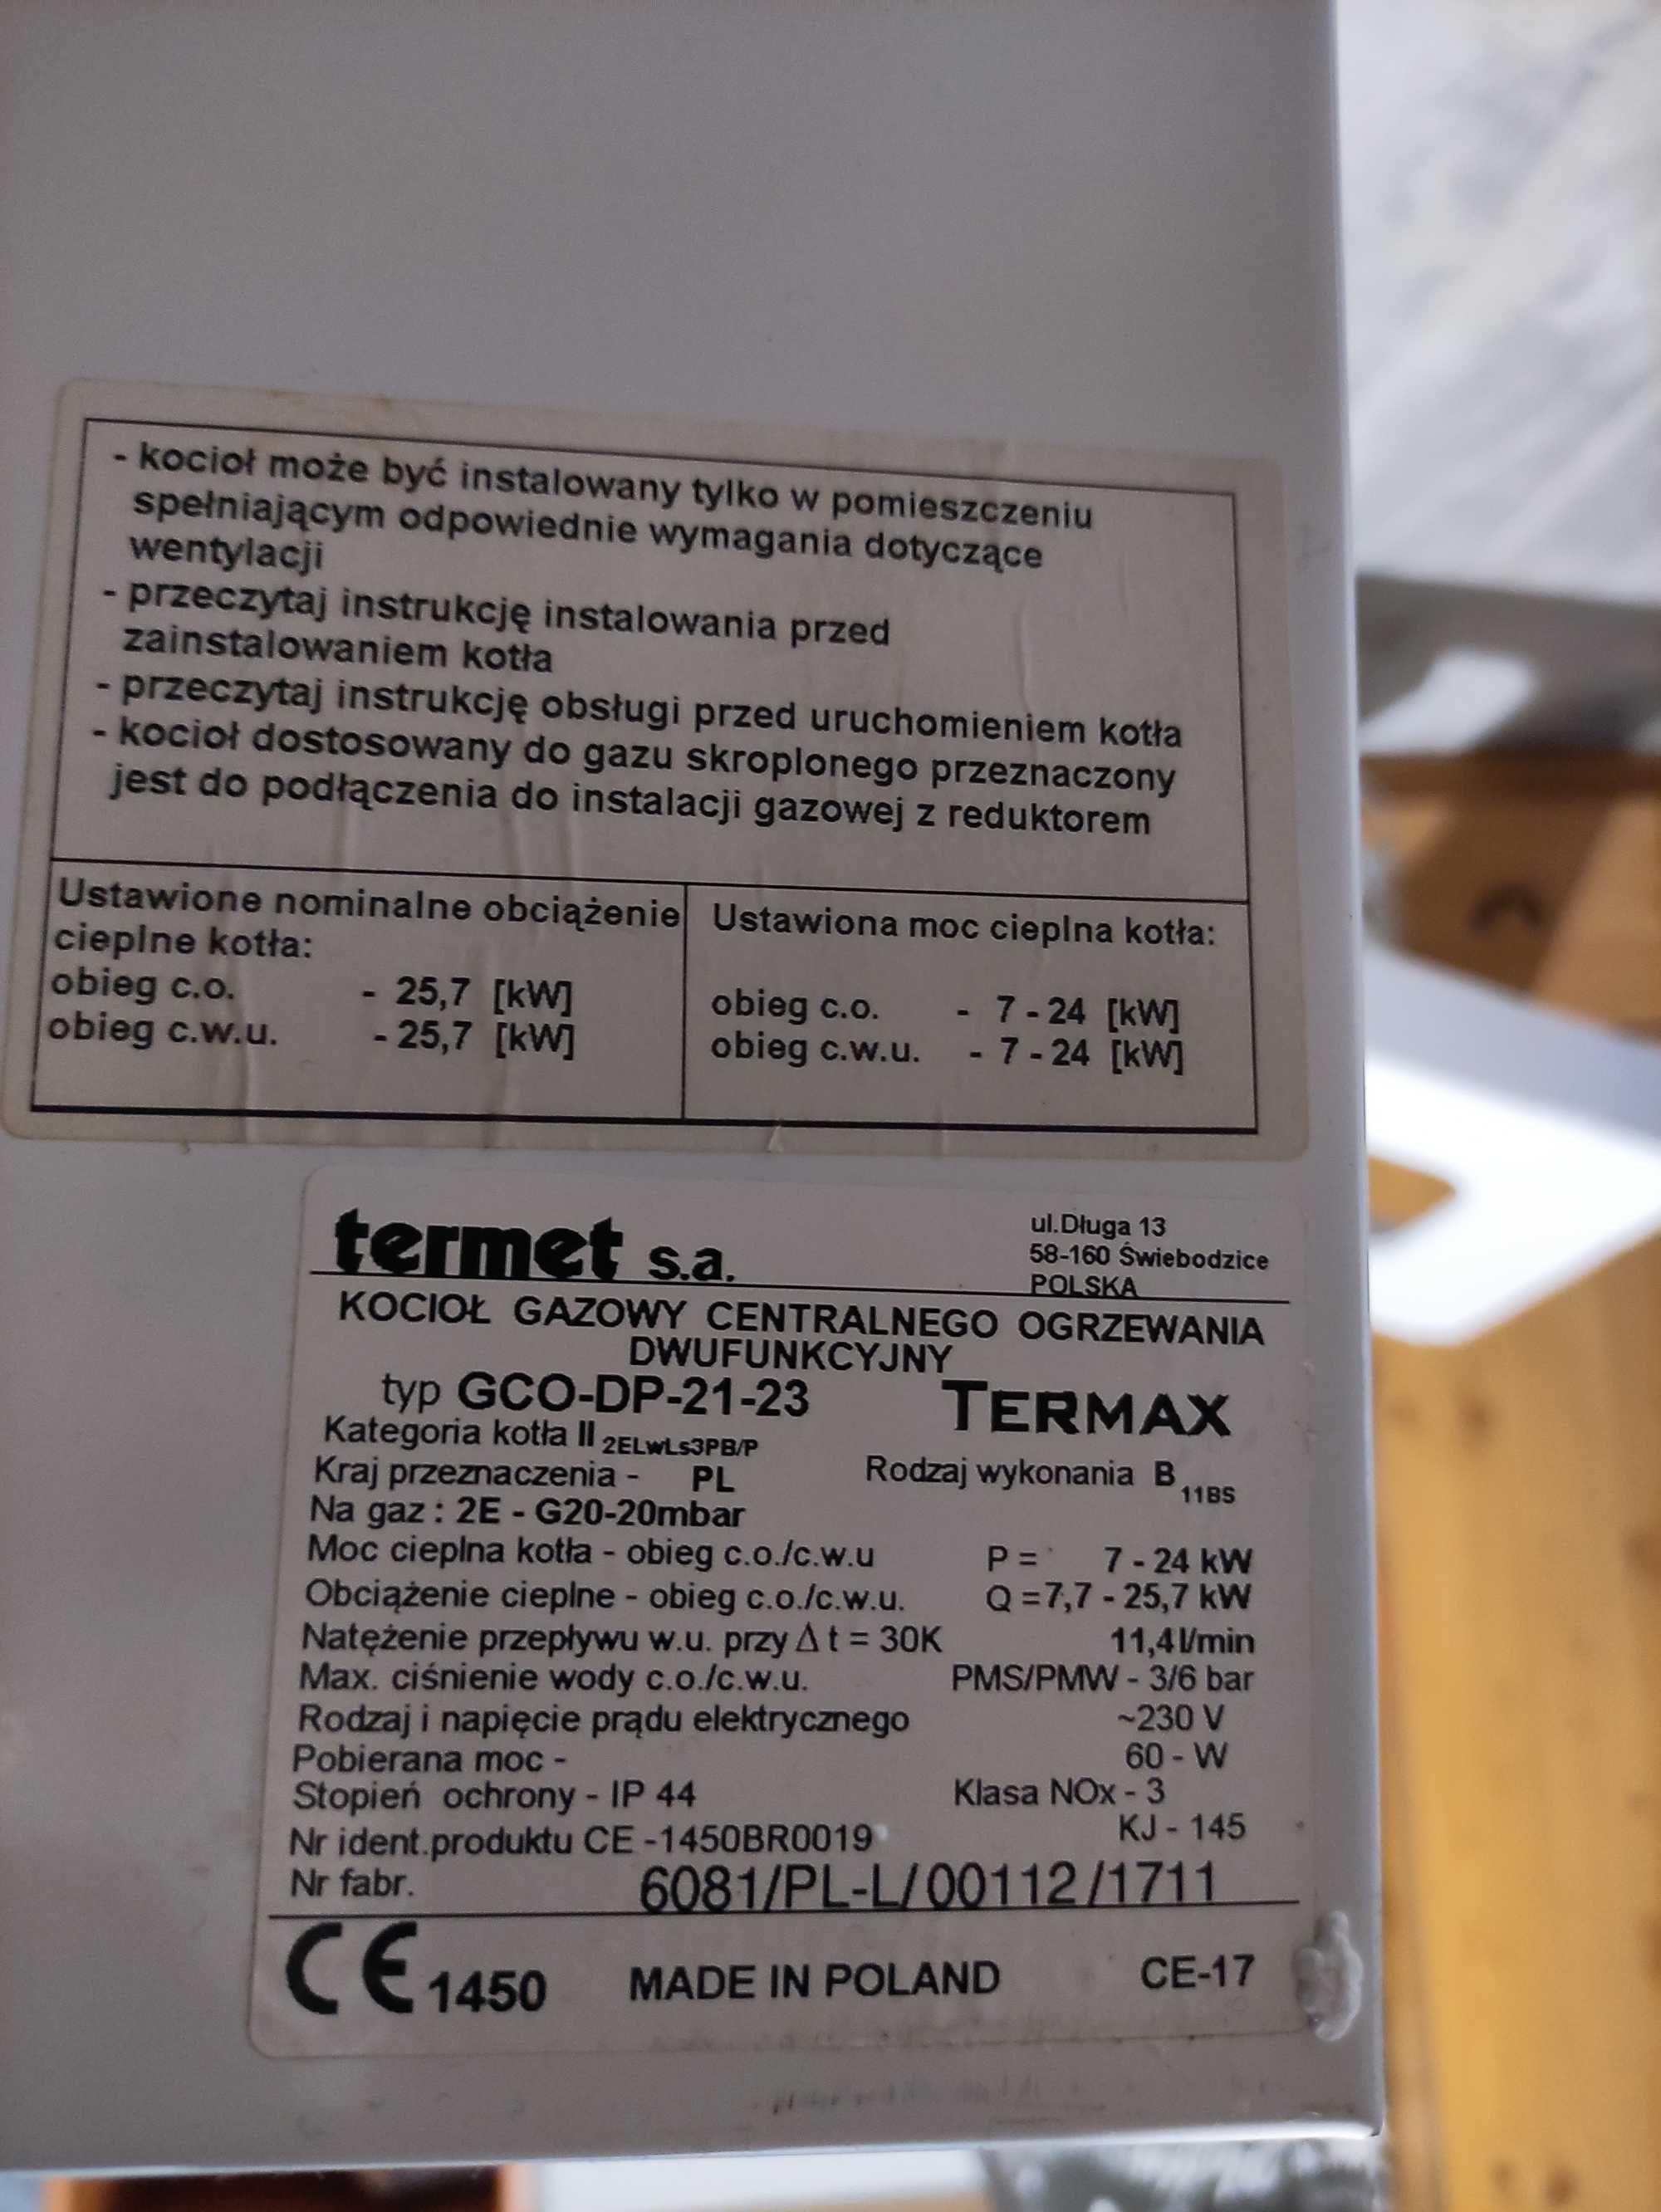 - kocioł może być instalowany tylko w pomieszczeniu
spełniającym odpowiednie wymagania dotyczące
wentylacji
- przeczytaj instrukcję instalowania przed
zainstalowaniem kotła
- przeczytaj instrukcję obsługi przed uruchomieniem kotła
- kocioł dostosowany do gazu skroplonego przeznaczony
jest do podłączenia do instalacji gazowej z reduktorem
Ustawione nominalne obciążenie
cieplne kotła:
obieg c.o. - 25,7 [kW]
obieg c.w.u. - 25,7 [kW]
Ustawiona moc cieplna kotła:
obieg c.o. - 7 - 24 [kW]
obieg c.w.u. - 7 - 24 [kW]
termet s.a.
ul.Długa 13
58-160 Świebodzice
POLSKA
KOCIOŁ GAZOWY CENTRALNEGO OGRZEWANIA
DWUFUNKCYJNY
typ GCO-DP-21-23 TERMAX
Kategoria kotła II 2ELwLs3PB/P
Kraj przeznaczenia - PL Rodzaj wykonania B 11BS
Na gaz : 2E - G20-20mbar
Moc cieplna kotła - obieg c.o./c.w.u P = 7 - 24 kW
Obciążenie cieplne - obieg c.o./c.w.u. Q =7,7 - 25,7 kW
Natężenie przepływu w.u. przy Δ t = 30K 11,4 l/min
Max. ciśnienie wody c.o./c.w.u. PMS/PMW - 3/6 bar
Rodzaj i napięcie prądu elektrycznego ~230 V
Pobierana moc - 60 - W
Stopień ochrony - IP 44 Klasa NOx - 3
Nr ident.produktu CE -1450BR0019 KJ - 145
Nr fabr. 6081/PL-L/00112/1711
CE 1450 MADE IN POLAND CE-17